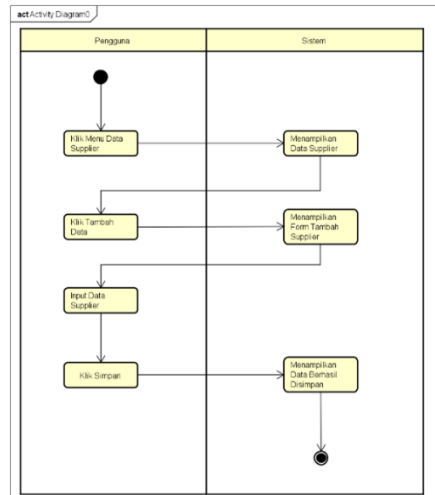 act Activity Diagram0
Pengguna
Sistem
Klik Menu Data
Supplier
Menampilkan
Data Supplier
Klik Tambah
Data
Menampilkan
Form Tambah
Supplier
Input Data
Supplier
Klik Simpan
Menampilkan
Data Berhasil
Disimpan